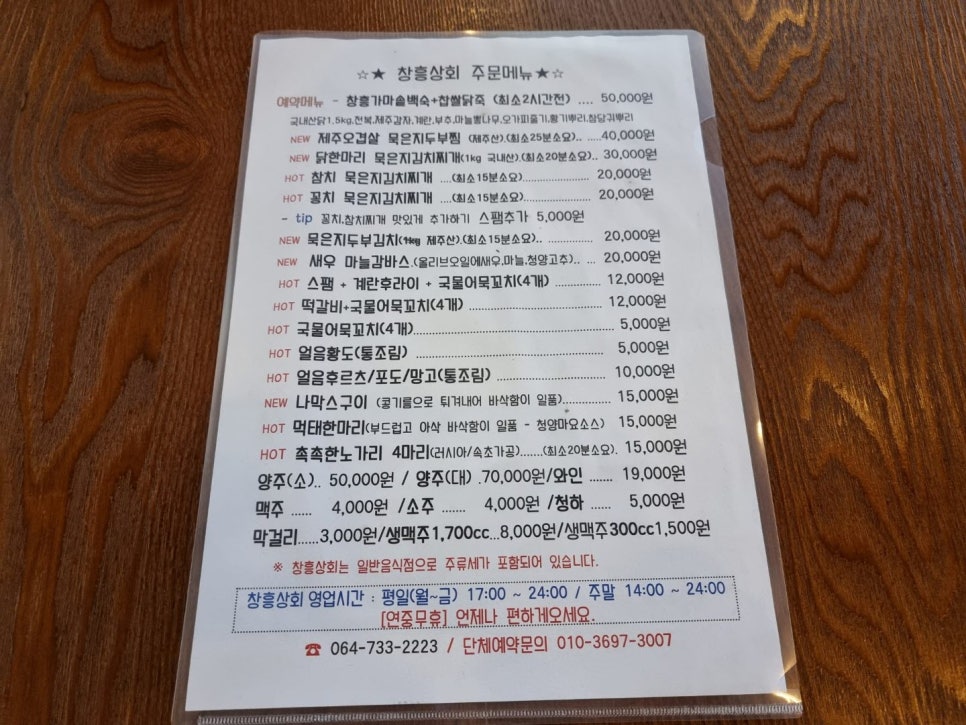 ☆★ 창흥상회 주문메뉴★☆
예약메뉴 - 창흥가마솥백숙+찹쌀닭죽 (최소2시간전) .... 50,000원
국내산닭1.5kg,전복,제주감자,계란,부추,마늘뽕나무,오가피줄기,황기뿌리,참당귀뿌리
NEW 제주오겹살 묵은지두부찜 (제주산).(최소25분소요).. .....40,000원
NEW 닭한마리 묵은지김치찌개(1kg 국내산).(최소20분소요).. 30,000원
HOT 참치 묵은지김치찌개 ....(최소15분소요)..................... 20,000원
HOT 꽁치 묵은지김치찌개 ....(최소15분소요)..................... 20,000원
- tip 꽁치,참치찌개 맛있게 추가하기 스팸추가 5,000원
NEW 묵은지두부김치(1kg 제주산).(최소15분소요).. .............. 20,000원
NEW 새우 마늘감바스.(올리브오일에새우,마늘,청양고추).. ... 20,000원
HOT 스팸 + 계란후라이 + 국물어묵꼬치(4개) ............. 12,000원
HOT 떡갈비+국물어묵꼬치(4개) ....................................... 12,000원
HOT 국물어묵꼬치(4개)........................................................ 5,000원
HOT 얼음황도(통조림) ..................................................... 5,000원
HOT 얼음후르츠/포도/망고(통조림) .............................. 10,000원
NEW 나막스구이 (콩기름으로 튀겨내어 바삭함이 일품).............. 15,000원
HOT 먹태한마리(부드럽고 아삭 바삭함이 일품 - 청양마요소스) 15,000원
HOT 촉촉한노가리 4마리(러시아/속초가공).......(최소20분소요). 15,000원
양주(소).. 50,000원 / 양주(대) .70,000원/와인 ....... 19,000원
맥주 ...... 4,000원 /소주 ....... 4,000원 /청하 ...... 5,000원
막걸리......3,000원/생맥주1,700cc...8,000원/생맥주300cc1,500원
※ 창흥상회는 일반음식점으로 주류세가 포함되어 있습니다.
창흥상회 영업시간 : 평일(월~금) 17:00 ~ 24:00 / 주말 14:00 ~ 24:00
[연중무휴] 언제나 편하게오세요.
☎ 064-733-2223 / 단체예약문의 010-3697-3007